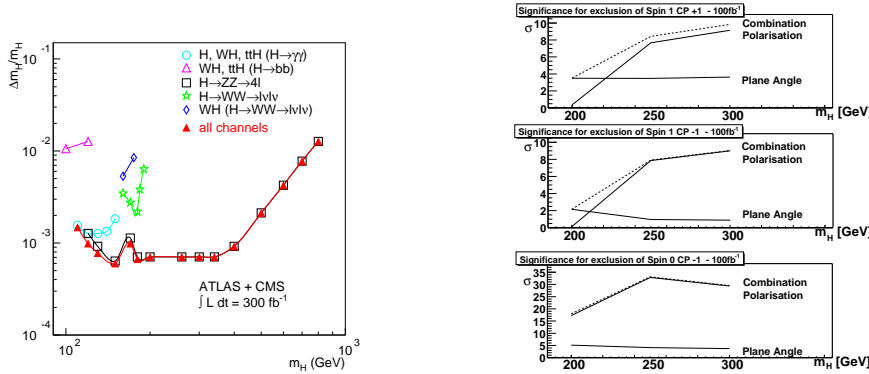 Δm_H/m_H
10⁻¹
10⁻²
10⁻³
10⁻⁴
H, WH, ttH (H→γγ)
WH, ttH (H→bb)
H→ZZ→4l
H→WW→lνlν
WH (H→WW→lνlν)
all channels
ATLAS + CMS
∫ L dt = 300 fb⁻¹
10²
10³
m_H (GeV)
Significance for exclusion of Spin 1 CP +1 - 100fb⁻¹
σ
10
8
6
4
2
0
Combination
Polarisation
Plane Angle
200
250
300
m_H [GeV]
Significance for exclusion of Spin 1 CP -1 - 100fb⁻¹
σ
10
8
6
4
2
0
Combination
Polarisation
Plane Angle
200
250
300
m_H [GeV]
Significance for exclusion of Spin 0 CP -1 - 100fb⁻¹
σ
35
30
25
20
15
10
5
0
Combination
Polarisation
Plane Angle
200
250
300
m_H [GeV]